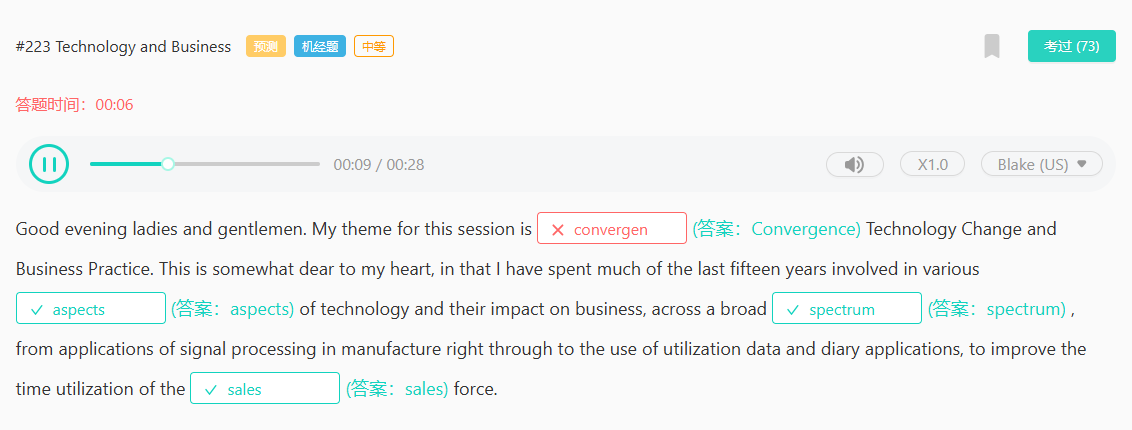 #223 Technology and Business 预测 机经题 中等 考过 (73)
答题时间：00:06
00:09 / 00:28 X1.0 Blake (US)
Good evening ladies and gentlemen. My theme for this session is convergen (答案：Convergence) Technology Change and
Business Practice. This is somewhat dear to my heart, in that I have spent much of the last fifteen years involved in various
aspects (答案：aspects) of technology and their impact on business, across a broad spectrum (答案：spectrum) ,
from applications of signal processing in manufacture right through to the use of utilization data and diary applications, to improve the
time utilization of the sales (答案：sales) force.